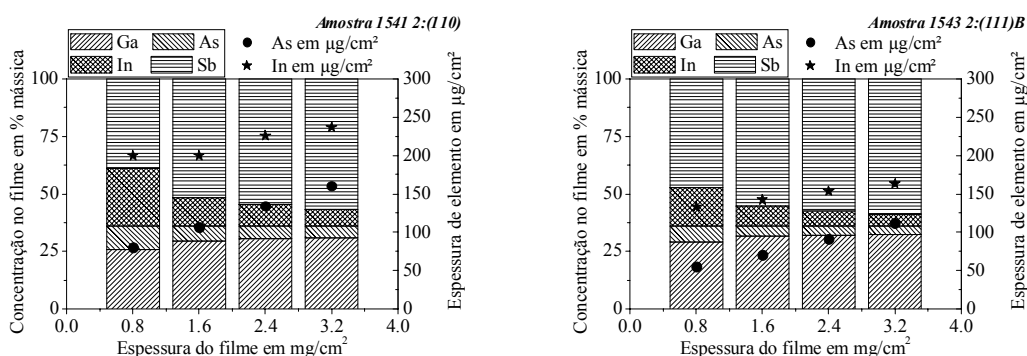 Amostra 1541 2:(110)
Ga As As em μg/cm²
In Sb In em μg/cm²
Concentração no filme em % mássica
100
75
50
25
0
300
250
200
150
100
50
0
Espessura de elemento em μg/cm²
0.0 0.8 1.6 2.4 3.2 4.0
Espessura do filme em mg/cm²
Amostra 1543 2:(111)B
Ga As As em μg/cm²
In Sb In em μg/cm²
Concentração no filme em % mássica
100
75
50
25
0
300
250
200
150
100
50
0
Espessura de elemento em μg/cm²
0.0 0.8 1.6 2.4 3.2 4.0
Espessura do filme em mg/cm²